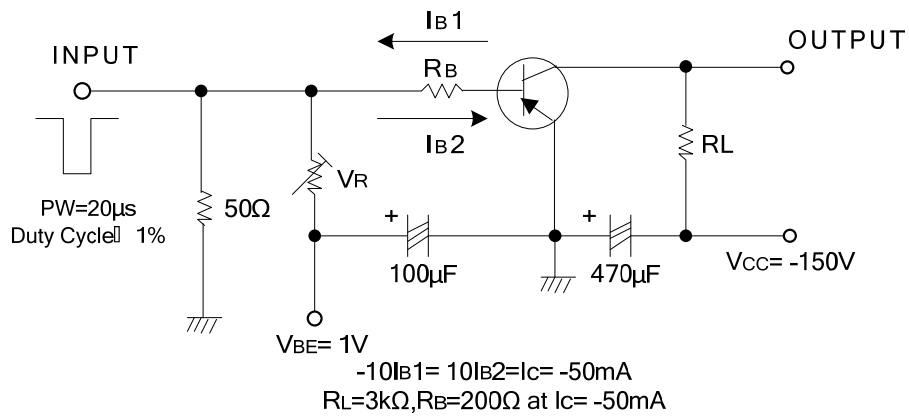 IB1
INPUT
OUTPUT
RB
IB2
RL
VR
PW=20μs
50Ω
Duty Cycle▯ 1%
+
+
100μF
470μF
VCC= -150V
VBE= 1V
-10IB1= 10IB2=Ic= -50mA
RL=3kΩ,RB=200Ω at Ic= -50mA